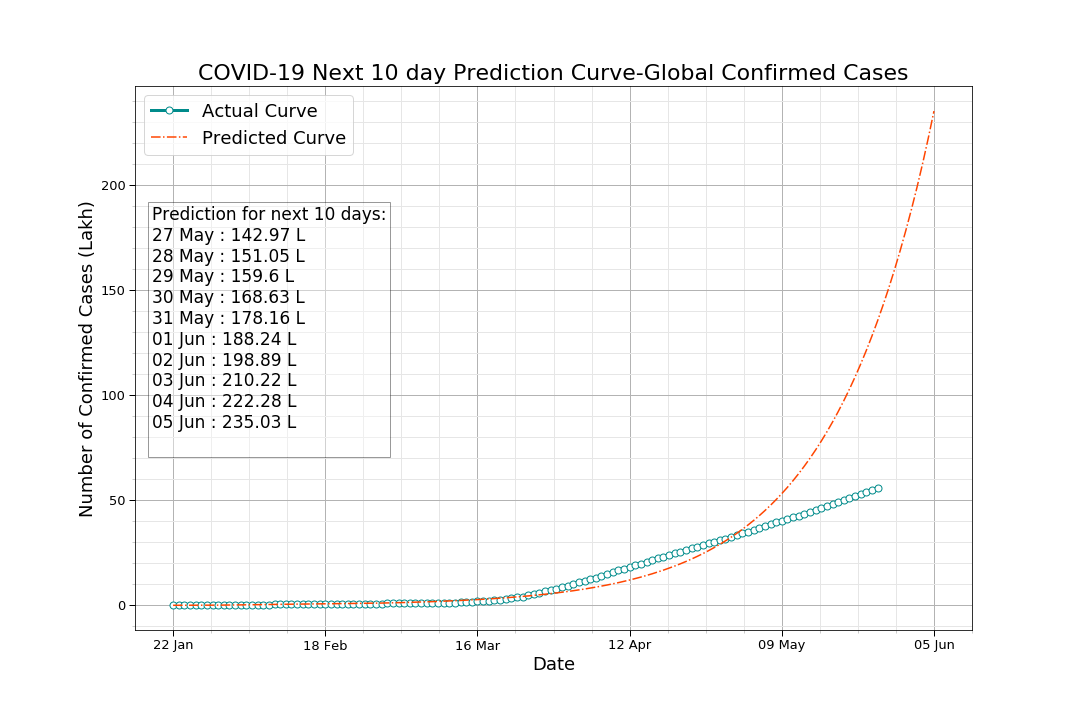 COVID-19 Next 10 day Prediction Curve-Global Confirmed Cases
Actual Curve
Predicted Curve
Prediction for next 10 days:
27 May : 142.97 L
28 May : 151.05 L
29 May : 159.6 L
30 May : 168.63 L
31 May : 178.16 L
01 Jun : 188.24 L
02 Jun : 198.89 L
03 Jun : 210.22 L
04 Jun : 222.28 L
05 Jun : 235.03 L
Number of Confirmed Cases (Lakh)
200
150
100
50
0
22 Jan 18 Feb 16 Mar 12 Apr 09 May 05 Jun
Date